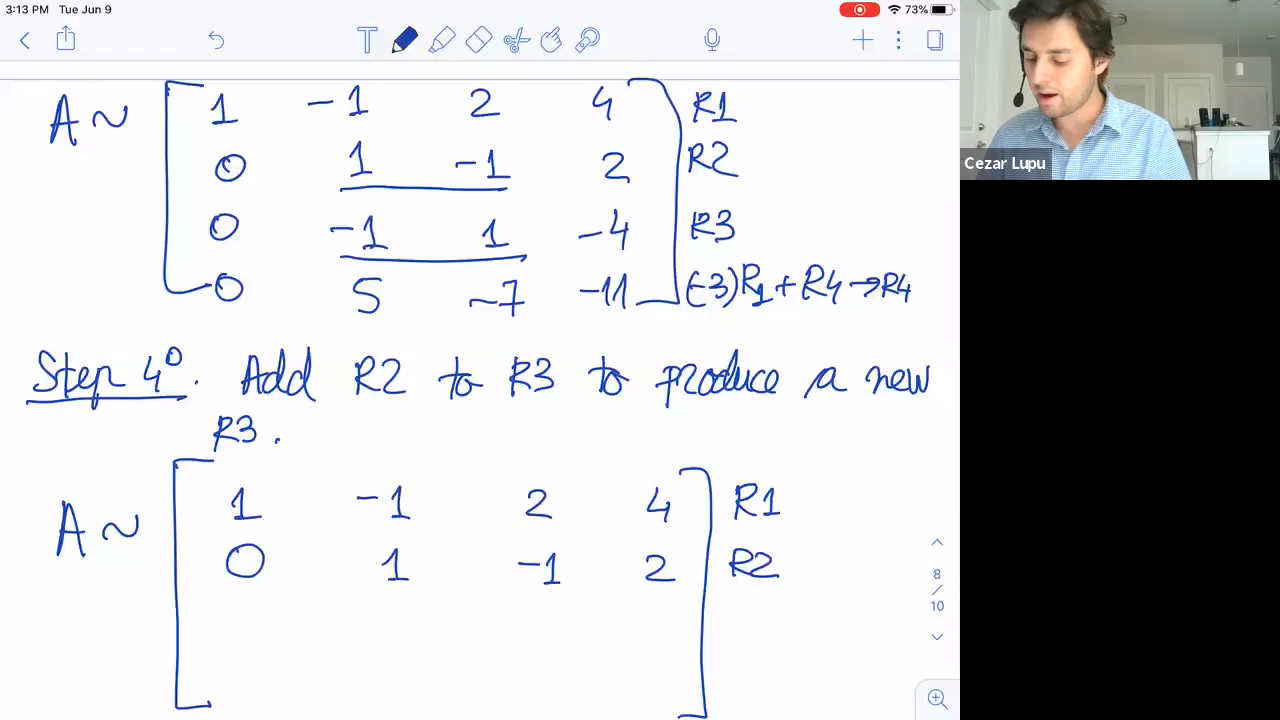 3:13 PM Tue Jun 9 73%
T
A ~ [ 1 -1 2 4 ] R1
0 1 -1 2 R2
0 -1 1 -4 R3
0 5 -7 -11 (-3)R1 + R4 → R4
Step 4°. Add R2 to R3 to produce a new
R3.
A ~ [ 1 -1 2 4 ] R1
0 1 -1 2 R2
8
/
10
Cezar Lupu